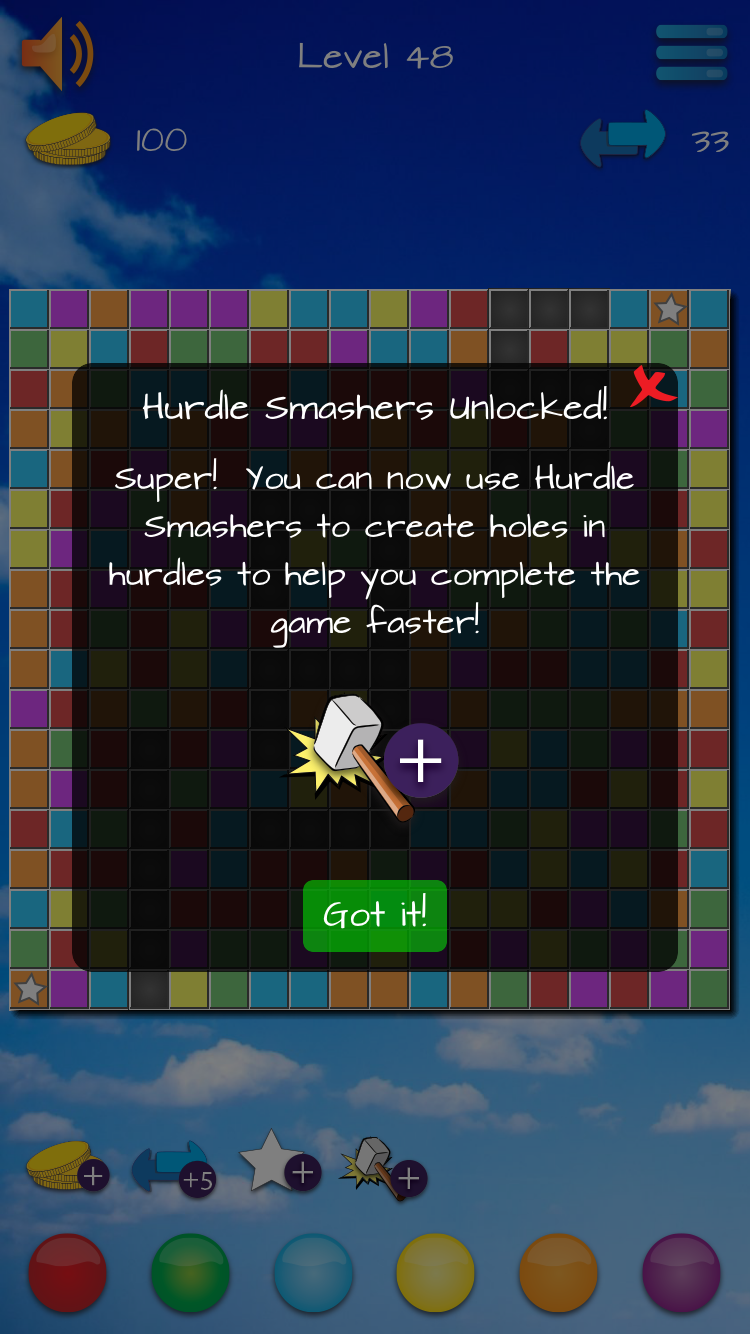 Level 48
100
33
Hurdle Smashers Unlocked!
Super! You can now use Hurdle
Smashers to create holes in
hurdles to help you complete the
game faster!
+
Got it!
+
+5
+
+